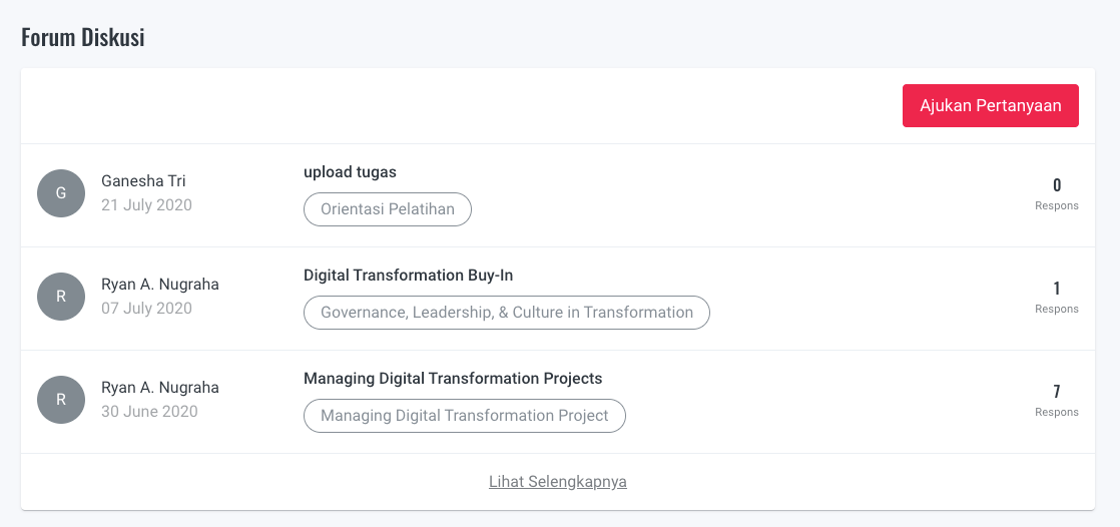 Forum Diskusi
Ajukan Pertanyaan
G
Ganesha Tri
21 July 2020
upload tugas
Orientasi Pelatihan
0
Respons
R
Ryan A. Nugraha
07 July 2020
Digital Transformation Buy-In
Governance, Leadership, & Culture in Transformation
1
Respons
R
Ryan A. Nugraha
30 June 2020
Managing Digital Transformation Projects
Managing Digital Transformation Project
7
Respons
Lihat Selengkapnya